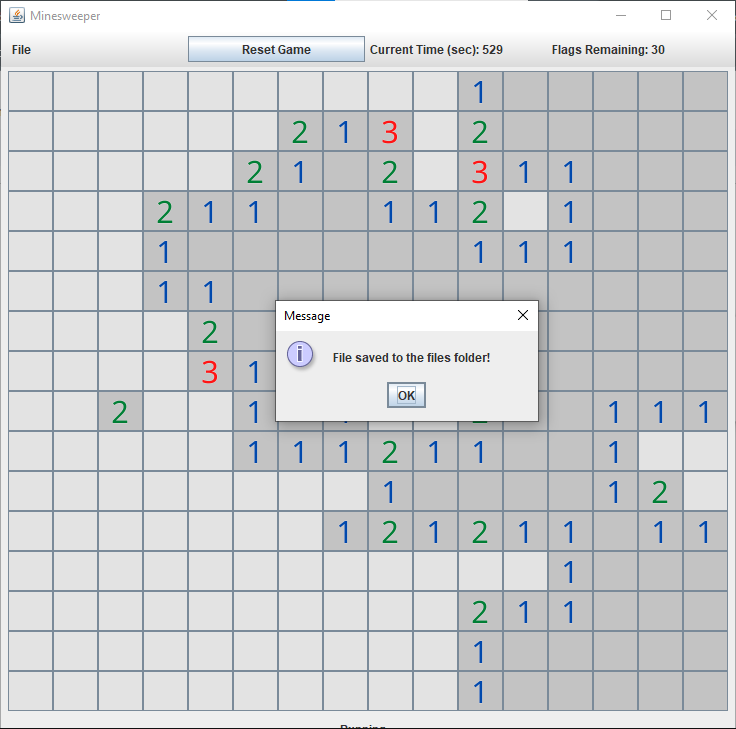 Minesweeper
File Reset Game Current Time (sec): 529 Flags Remaining: 30
1
2 1 3 2
2 1 2 3 1 1
2 1 1 1 1 2 1
1 1 1 1
1 1
Message
2
File saved to the files folder!
3 1
OK
2 1 1 1 1
1 1 1 2 1 1 1
1 1 2
1 2 1 2 1 1 1 1
1
2 1 1
1
1